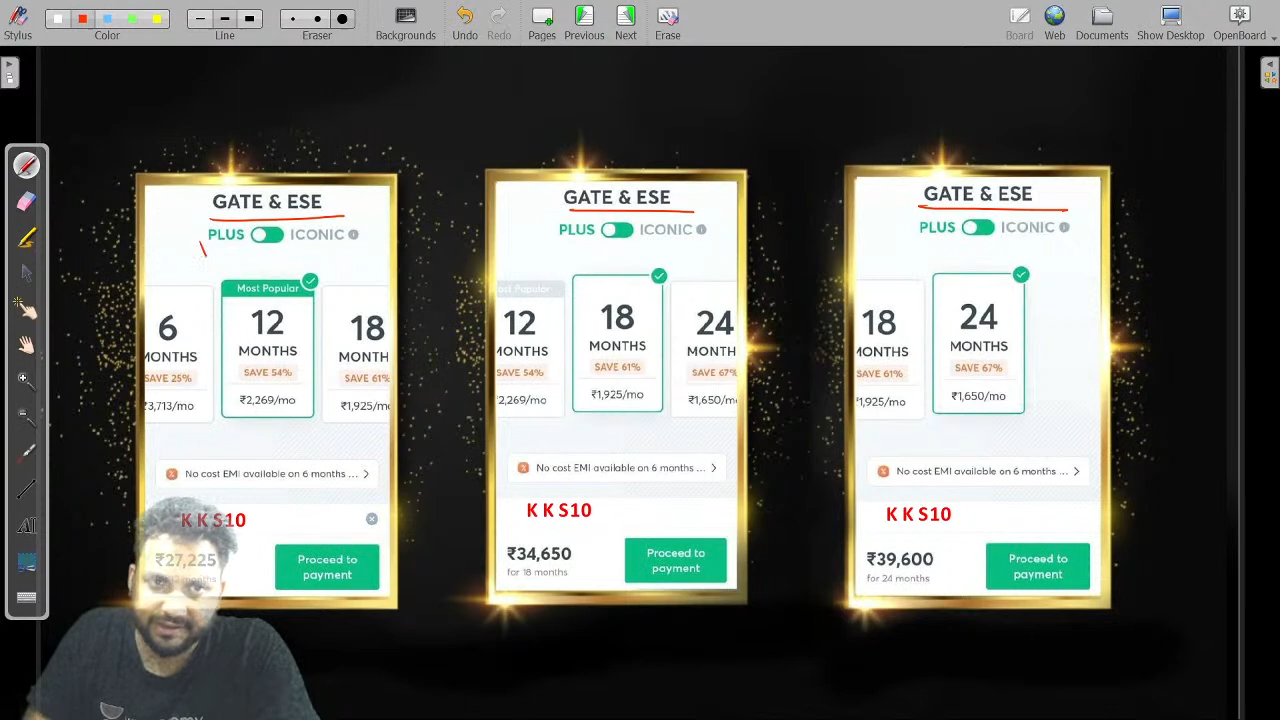 Stylus
Color
Line
Eraser
Backgrounds
Undo
Redo
Pages
Previous
Next
Erase
Board
Web
Documents
Show Desktop
OpenBoard
GATE & ESE
PLUS ICONIC
Most Popular
6
MONTHS
SAVE 25%
₹3,713/mo
12
MONTHS
SAVE 54%
₹2,269/mo
18
MONTH
SAVE 61%
₹1,925/mo
No cost EMI available on 6 months ...
K K S10
₹27,225
months
Proceed to
payment
GATE & ESE
PLUS ICONIC
Most Popular
12
MONTHS
SAVE 54%
2,269/mo
18
MONTHS
SAVE 61%
₹1,925/mo
24
MONTH
SAVE 67%
₹1,650/mo
No cost EMI available on 6 months ...
K K S10
₹34,650
for 18 months
Proceed to
payment
GATE & ESE
PLUS ICONIC
18
MONTHS
SAVE 61%
₹1,925/mo
24
MONTHS
SAVE 67%
₹1,650/mo
No cost EMI available on 6 months ...
K K S10
₹39,600
for 24 months
Proceed to
payment